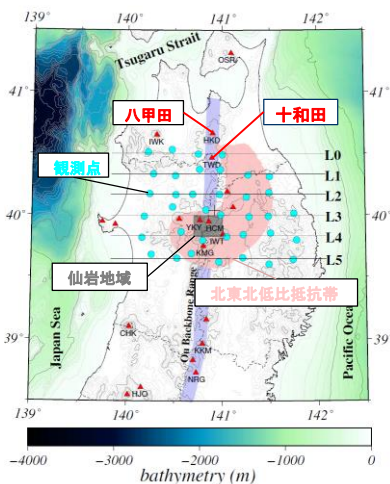 139° 140° 141° 142°
Tsugaru Strait
OSR
41° 41°
八甲田 十和田
IWK HKD
L0
TWD
観測点 L1
L2
40° 40°
YKY HCM L3
IWT L4
仙岩地域 KMG L5
北東北低比抵抗帯
Ou Backbone Range
Japan Sea
Pacific Ocea
CHK
39° KKM 39°
NRG
HJO
139° 140° 141° 142°
−4000 −3000 −2000 −1000 0
bathymetry (m)